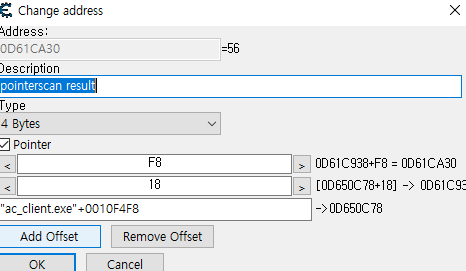 Change address
Address:
0D61CA30 =56
Description
pointerscan result
Type
4 Bytes
Pointer
< F8 > 0D61C938+F8 = 0D61CA30
< 18 > [0D650C78+18] -> 0D61C93
"ac_client.exe"+0010F4F8 ->0D650C78
Add Offset Remove Offset
OK Cancel